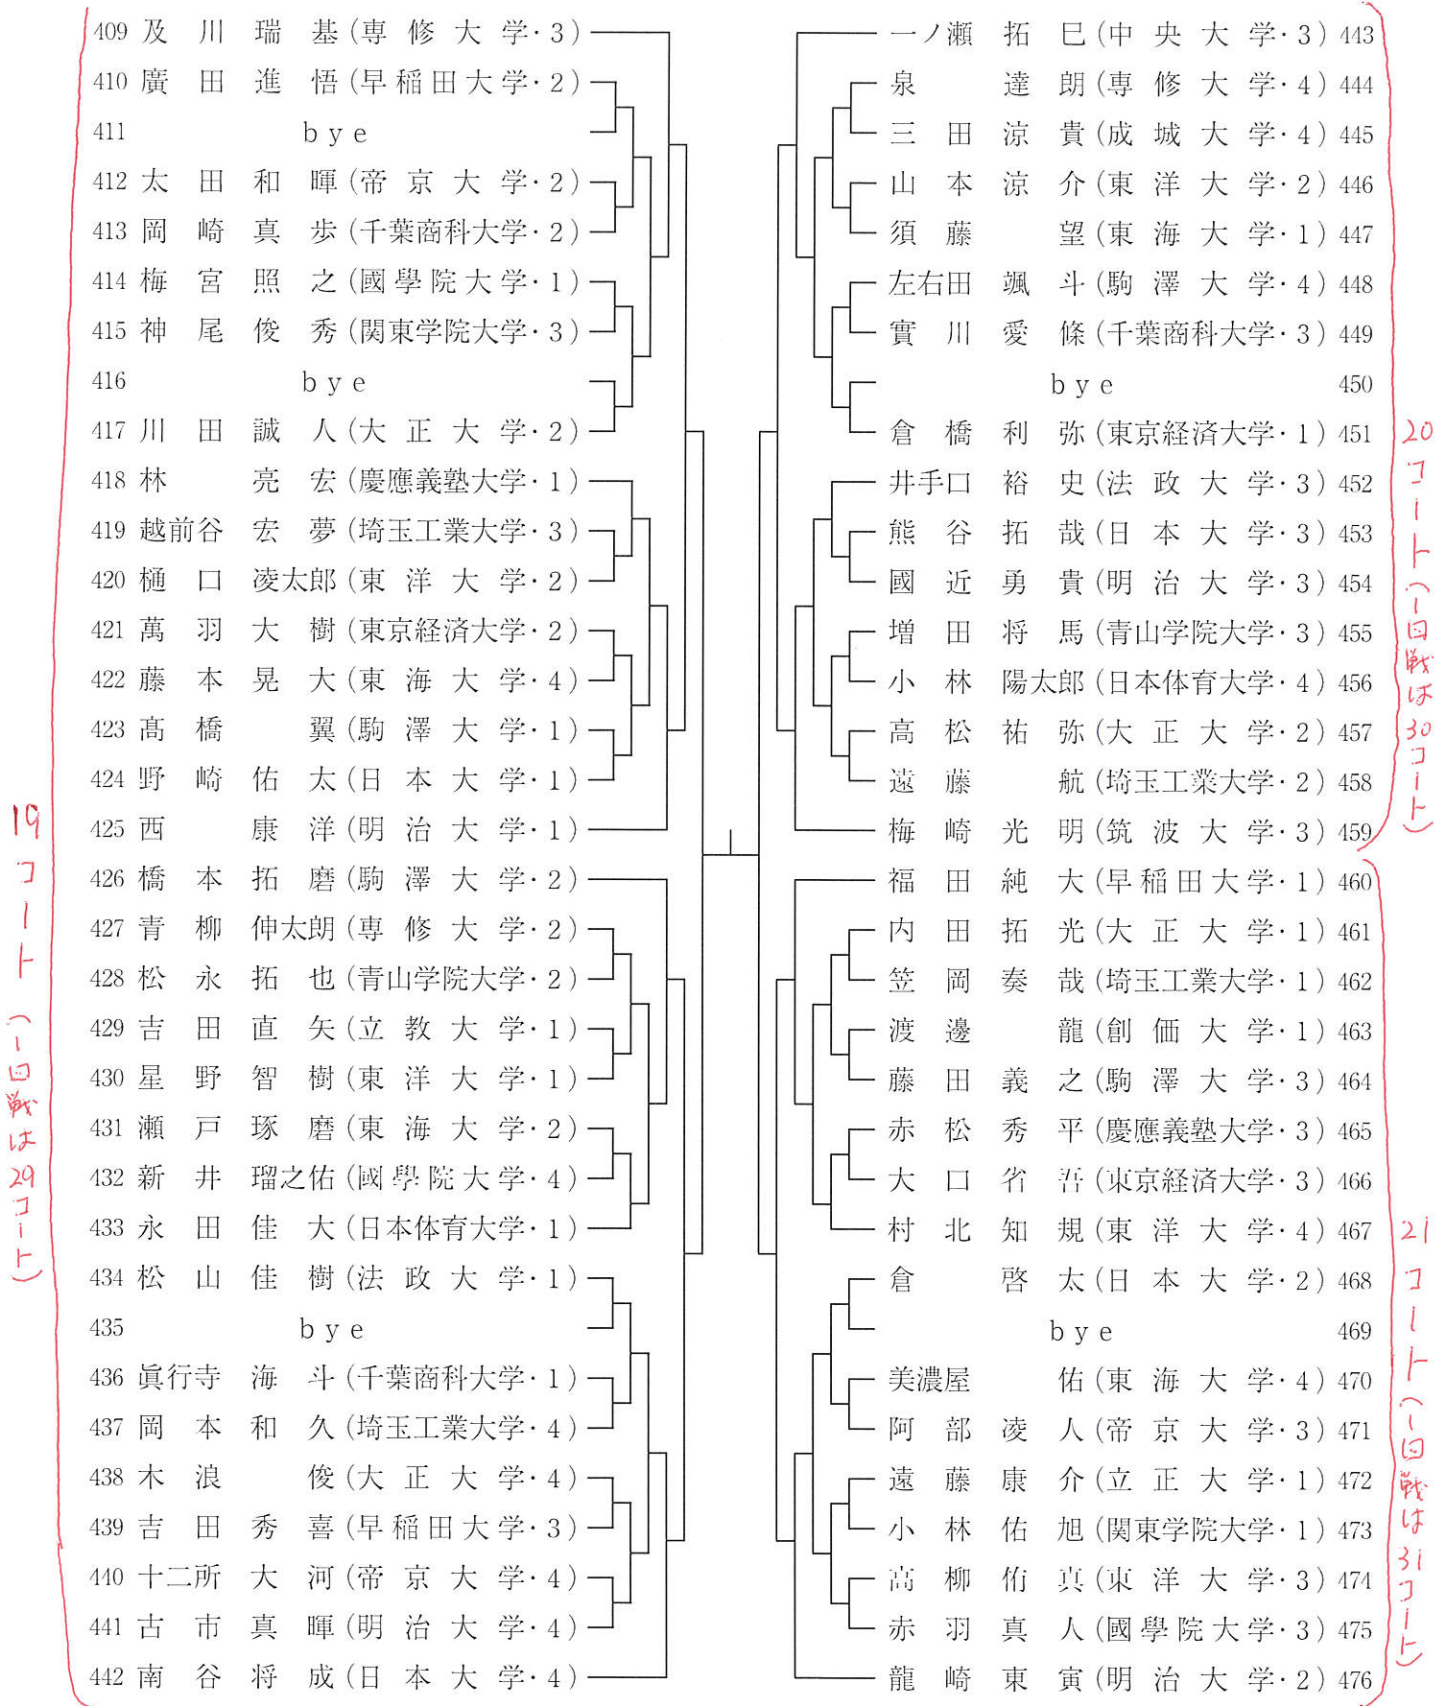 409 及川瑞基(専修大学・3)
410 廣田進悟(早稲田大学・2)
411 bye
412 太田和暉(帝京大学・2)
413 岡崎真歩(千葉商科大学・2)
414 梅宮照之(國學院大学・1)
415 神尾俊秀(関東学院大学・3)
416 bye
417 川田誠人(大正大学・2)
418 林亮宏(慶應義塾大学・1)
419 越前谷宏夢(埼玉工業大学・3)
420 樋口凌太郎(東洋大学・2)
421 萬羽大樹(東京経済大学・2)
422 藤本晃大(東海大学・4)
423 髙橋翼(駒澤大学・1)
424 野崎佑太(日本大学・1)
425 西康洋(明治大学・1)
426 橋本拓磨(駒澤大学・2)
427 青柳伸太朗(専修大学・2)
428 松永拓也(青山学院大学・2)
429 吉田直矢(立教大学・1)
430 星野智樹(東洋大学・1)
431 瀬戸琢磨(東海大学・2)
432 新井瑠之佑(國學院大学・4)
433 永田佳大(日本体育大学・1)
434 松山佳樹(法政大学・1)
435 bye
436 眞行寺海斗(千葉商科大学・1)
437 岡本和久(埼玉工業大学・4)
438 木浪俊(大正大学・4)
439 吉田秀喜(早稲田大学・3)
440 十二所大河(帝京大学・4)
441 古市真暉(明治大学・4)
442 南谷将成(日本大学・4)
19コート(1回戦は29コート)
一ノ瀬拓巳(中央大学・3) 443
泉達朗(専修大学・4) 444
三田涼貴(成城大学・4) 445
山本涼介(東洋大学・2) 446
須藤望(東海大学・1) 447
左右田颯斗(駒澤大学・4) 448
實川愛條(千葉商科大学・3) 449
bye 450
倉橋利弥(東京経済大学・1) 451
井手口裕史(法政大学・3) 452
熊谷拓哉(日本大学・3) 453
國近勇貴(明治大学・3) 454
増田将馬(青山学院大学・3) 455
小林陽太郎(日本体育大学・4) 456
高松祐弥(大正大学・2) 457
遠藤航(埼玉工業大学・2) 458
梅崎光明(筑波大学・3) 459
福田純大(早稲田大学・1) 460
内田拓光(大正大学・1) 461
笠岡奏哉(埼玉工業大学・1) 462
渡邊龍(創価大学・1) 463
藤田義之(駒澤大学・3) 464
赤松秀平(慶應義塾大学・3) 465
大口省吾(東京経済大学・3) 466
村北知規(東洋大学・4) 467
倉啓太(日本大学・2) 468
bye 469
美濃屋佑(東海大学・4) 470
阿部凌人(帝京大学・3) 471
遠藤康介(立正大学・1) 472
小林佑旭(関東学院大学・1) 473
高柳侑真(東洋大学・3) 474
赤羽真人(國學院大学・3) 475
龍崎東寅(明治大学・2) 476
20コート(1回戦は30コート)
21コート(1回戦は31コート)